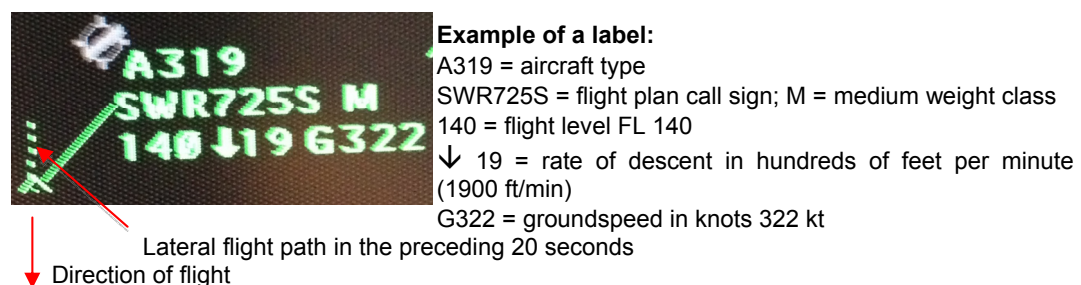 A319
SWR725S M
140 ↓19 G322
Example of a label:
A319 = aircraft type
SWR725S = flight plan call sign; M = medium weight class
140 = flight level FL 140
↓ 19 = rate of descent in hundreds of feet per minute
(1900 ft/min)
G322 = groundspeed in knots 322 kt
Lateral flight path in the preceding 20 seconds
Direction of flight